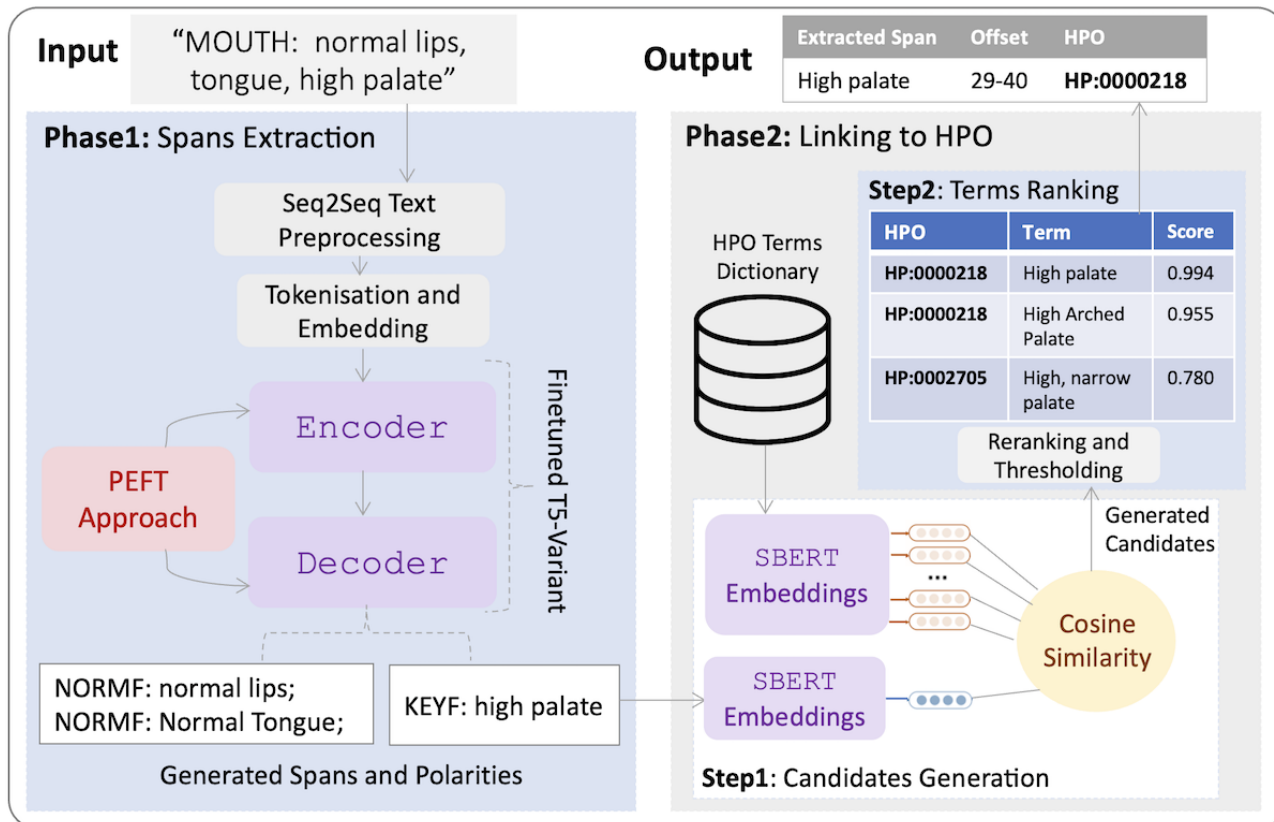 Input
“MOUTH: normal lips,
tongue, high palate”
Phase1: Spans Extraction
Seq2Seq Text
Preprocessing
Tokenisation and
Embedding
Encoder
PEFT
Approach
Decoder
Finetuned T5-Variant
NORMF: normal lips;
NORMF: Normal Tongue;
KEYF: high palate
Generated Spans and Polarities
Output
Extracted Span Offset HPO
High palate 29-40 HP:0000218
Phase2: Linking to HPO
Step2: Terms Ranking
HPO Term Score
HP:0000218 High palate 0.994
HP:0000218 High Arched 0.955
Palate
HP:0002705 High, narrow 0.780
palate
Reranking and
Thresholding
HPO Terms
Dictionary
Generated
Candidates
SBERT
Embeddings
...
Cosine
Similarity
SBERT
Embeddings
Step1: Candidates Generation